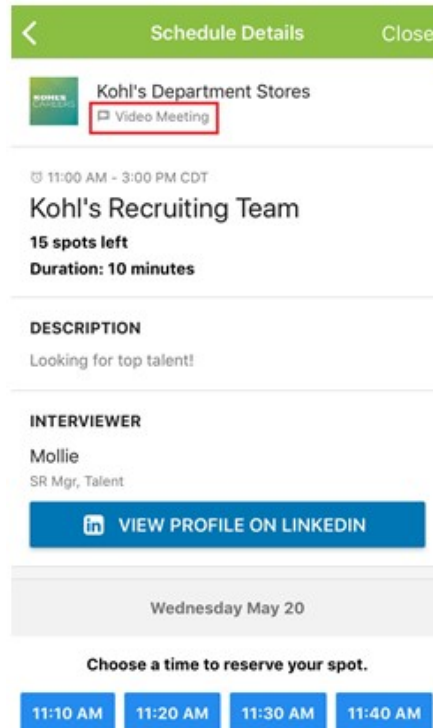 Schedule Details Close
KOHL'S
CAREERS
Kohl's Department Stores
Video Meeting
11:00 AM - 3:00 PM CDT
Kohl's Recruiting Team
15 spots left
Duration: 10 minutes
DESCRIPTION
Looking for top talent!
INTERVIEWER
Mollie
SR Mgr, Talent
in VIEW PROFILE ON LINKEDIN
Wednesday May 20
Choose a time to reserve your spot.
11:10 AM 11:20 AM 11:30 AM 11:40 AM